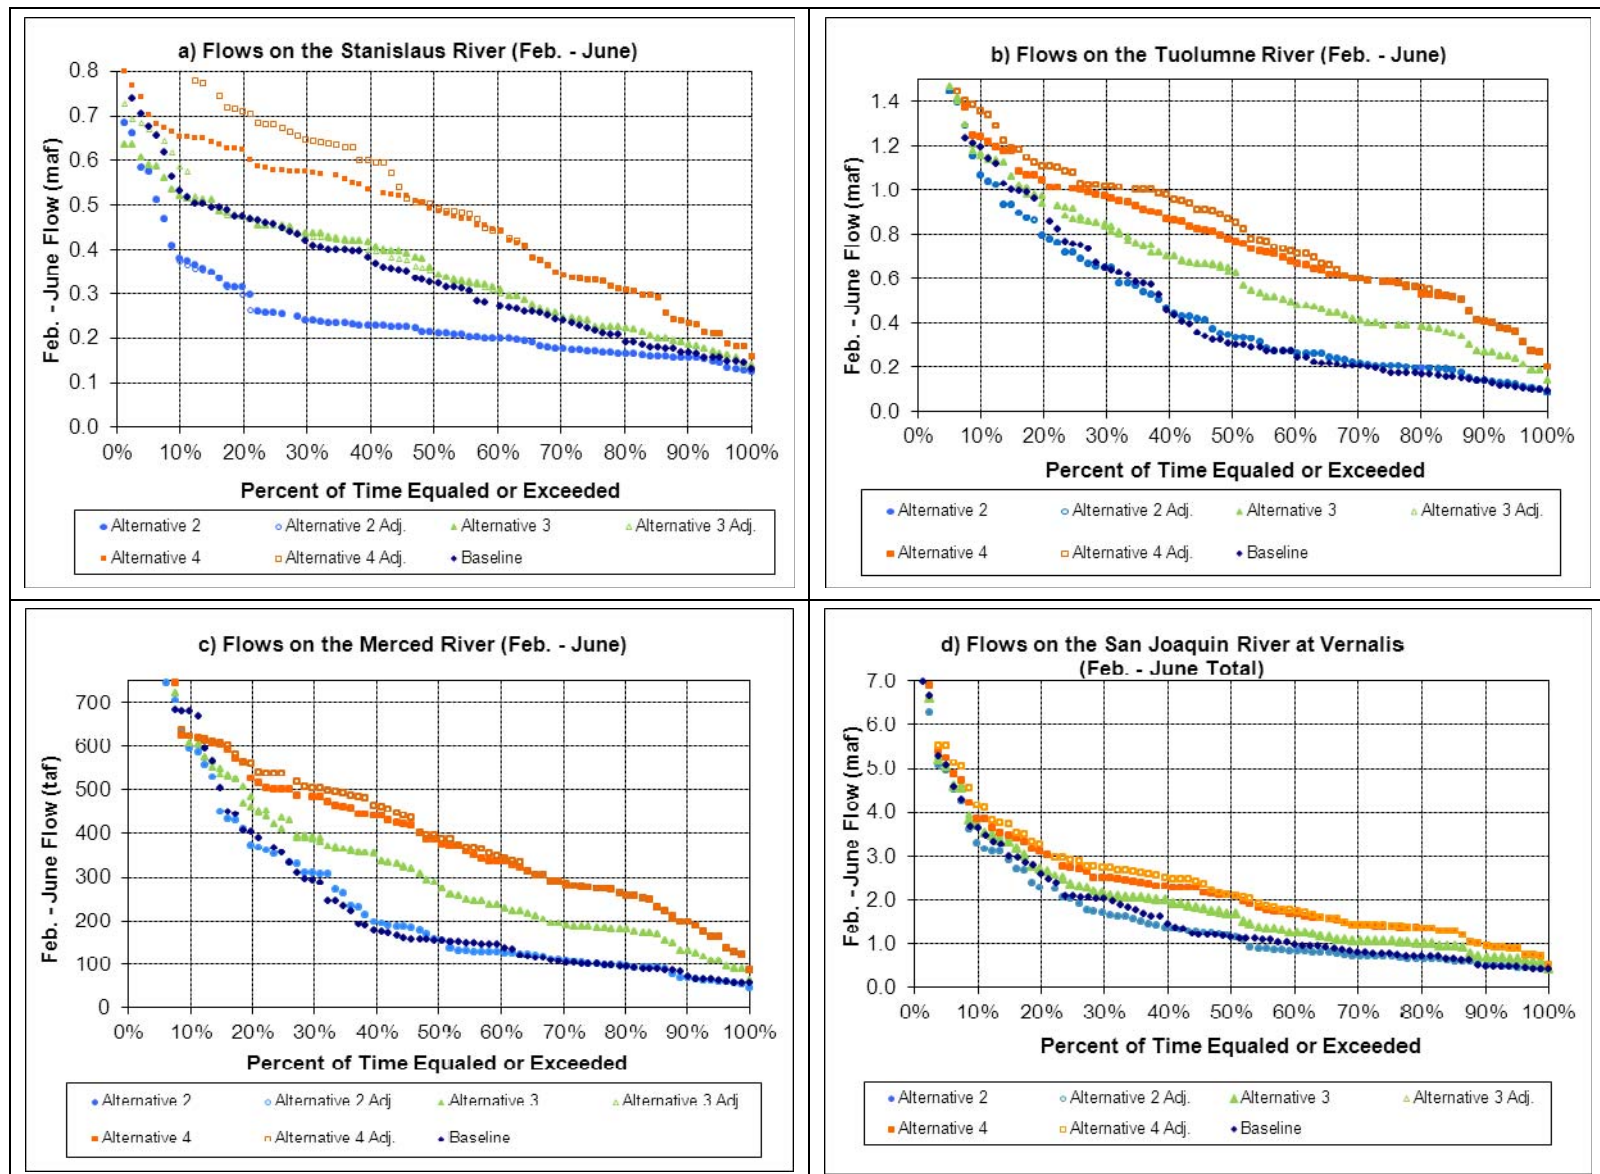 a) Flows on the Stanislaus River (Feb. - June)
0.8
0.7
0.6
0.5
0.4
0.3
0.2
0.1
0.0
Feb. - June Flow (maf)
0% 10% 20% 30% 40% 50% 60% 70% 80% 90% 100%
Percent of Time Equaled or Exceeded
Alternative 2 Alternative 2 Adj. Alternative 3 Alternative 3 Adj.
Alternative 4 Alternative 4 Adj. Baseline
b) Flows on the Tuolumne River (Feb. - June)
1.4
1.2
1.0
0.8
0.6
0.4
0.2
0.0
Feb. - June Flow (maf)
0% 10% 20% 30% 40% 50% 60% 70% 80% 90% 100%
Percent of Time Equaled or Exceeded
Alternative 2 Alternative 2 Adj. Alternative 3 Alternative 3 Adj.
Alternative 4 Alternative 4 Adj. Baseline
c) Flows on the Merced River (Feb. - June)
700
600
500
400
300
200
100
0
Feb. - June Flow (taf)
0% 10% 20% 30% 40% 50% 60% 70% 80% 90% 100%
Percent of Time Equaled or Exceeded
Alternative 2 Alternative 2 Adj Alternative 3 Alternative 3 Adj
Alternative 4 Alternative 4 Adj. Baseline
d) Flows on the San Joaquin River at Vernalis
(Feb. - June Total)
7.0
6.0
5.0
4.0
3.0
2.0
1.0
0.0
Feb. - June Flow (maf)
0% 10% 20% 30% 40% 50% 60% 70% 80% 90% 100%
Percent of Time Equaled or Exceeded
Alternative 2 Alternative 2 Adj. Alternative 3 Alternative 3 Adj.
Alternative 4 Alternative 4 Adj. Baseline